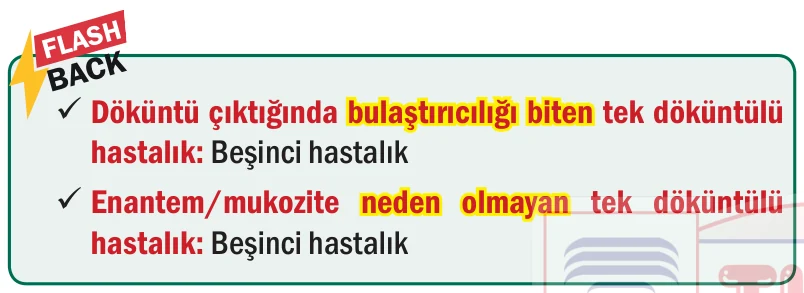 FLASH
BACK
✓ Döküntü çıktığında bulaştırıcılığı biten tek döküntülü
hastalık: Beşinci hastalık
✓ Enantem/mukozite neden olmayan tek döküntülü
hastalık: Beşinci hastalık